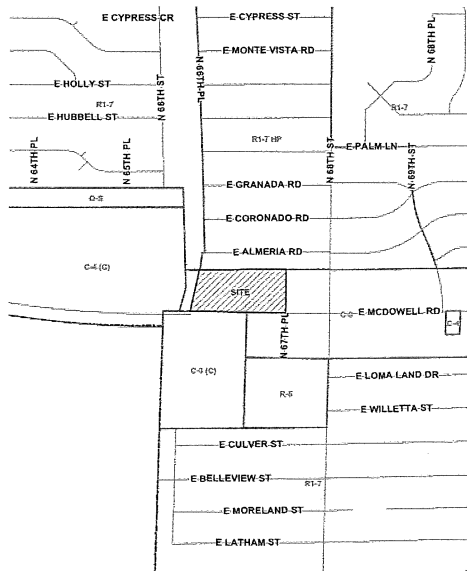 E CYPRESS CR
E CYPRESS ST
E MONTE VISTA RD
N 68TH PL
N 66TH PL
E HOLLY ST
N 66TH ST
R1-7
R1-7
E HUBBELL ST
R1-7 HP
N 68TH ST
E PALM LN
N 64TH PL
N 65TH PL
N 69TH ST
E GRANADA RD
E CORONADO RD
E ALMERIA RD
C-4 (C)
SITE
E MCDOWELL RD
N 67TH PL
C-3 (C)
E LOMA LAND DR
R-5
E WILLETTA ST
E CULVER ST
E BELLEVIEW ST
R1-7
E MORELAND ST
E LATHAM ST